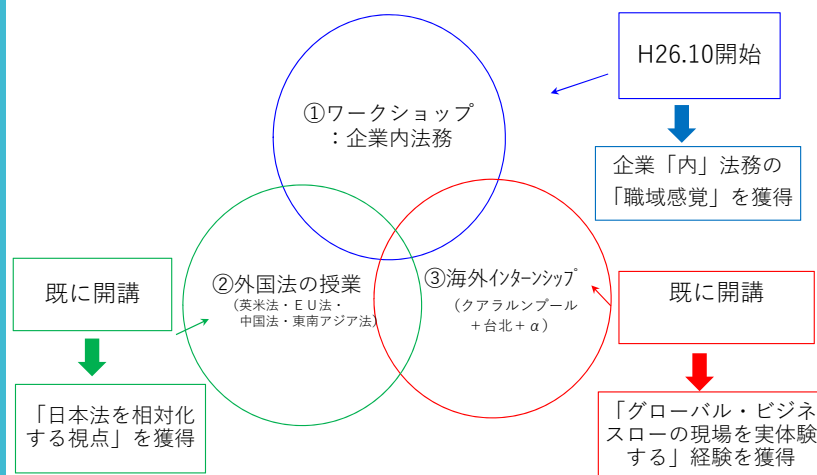 H26.10開始
①ワークショップ
：企業内法務
企業「内」法務の
「職域感覚」を獲得
既に開講
②外国法の授業
（英米法・ＥＵ法・
中国法・東南アジア法）
③海外ｲﾝﾀｰﾝｼｯﾌﾟ
（クアラルンプール
＋台北＋α）
既に開講
「日本法を相対化
する視点」を獲得
「グローバル・ビジネ
スローの現場を実体験
する」経験を獲得